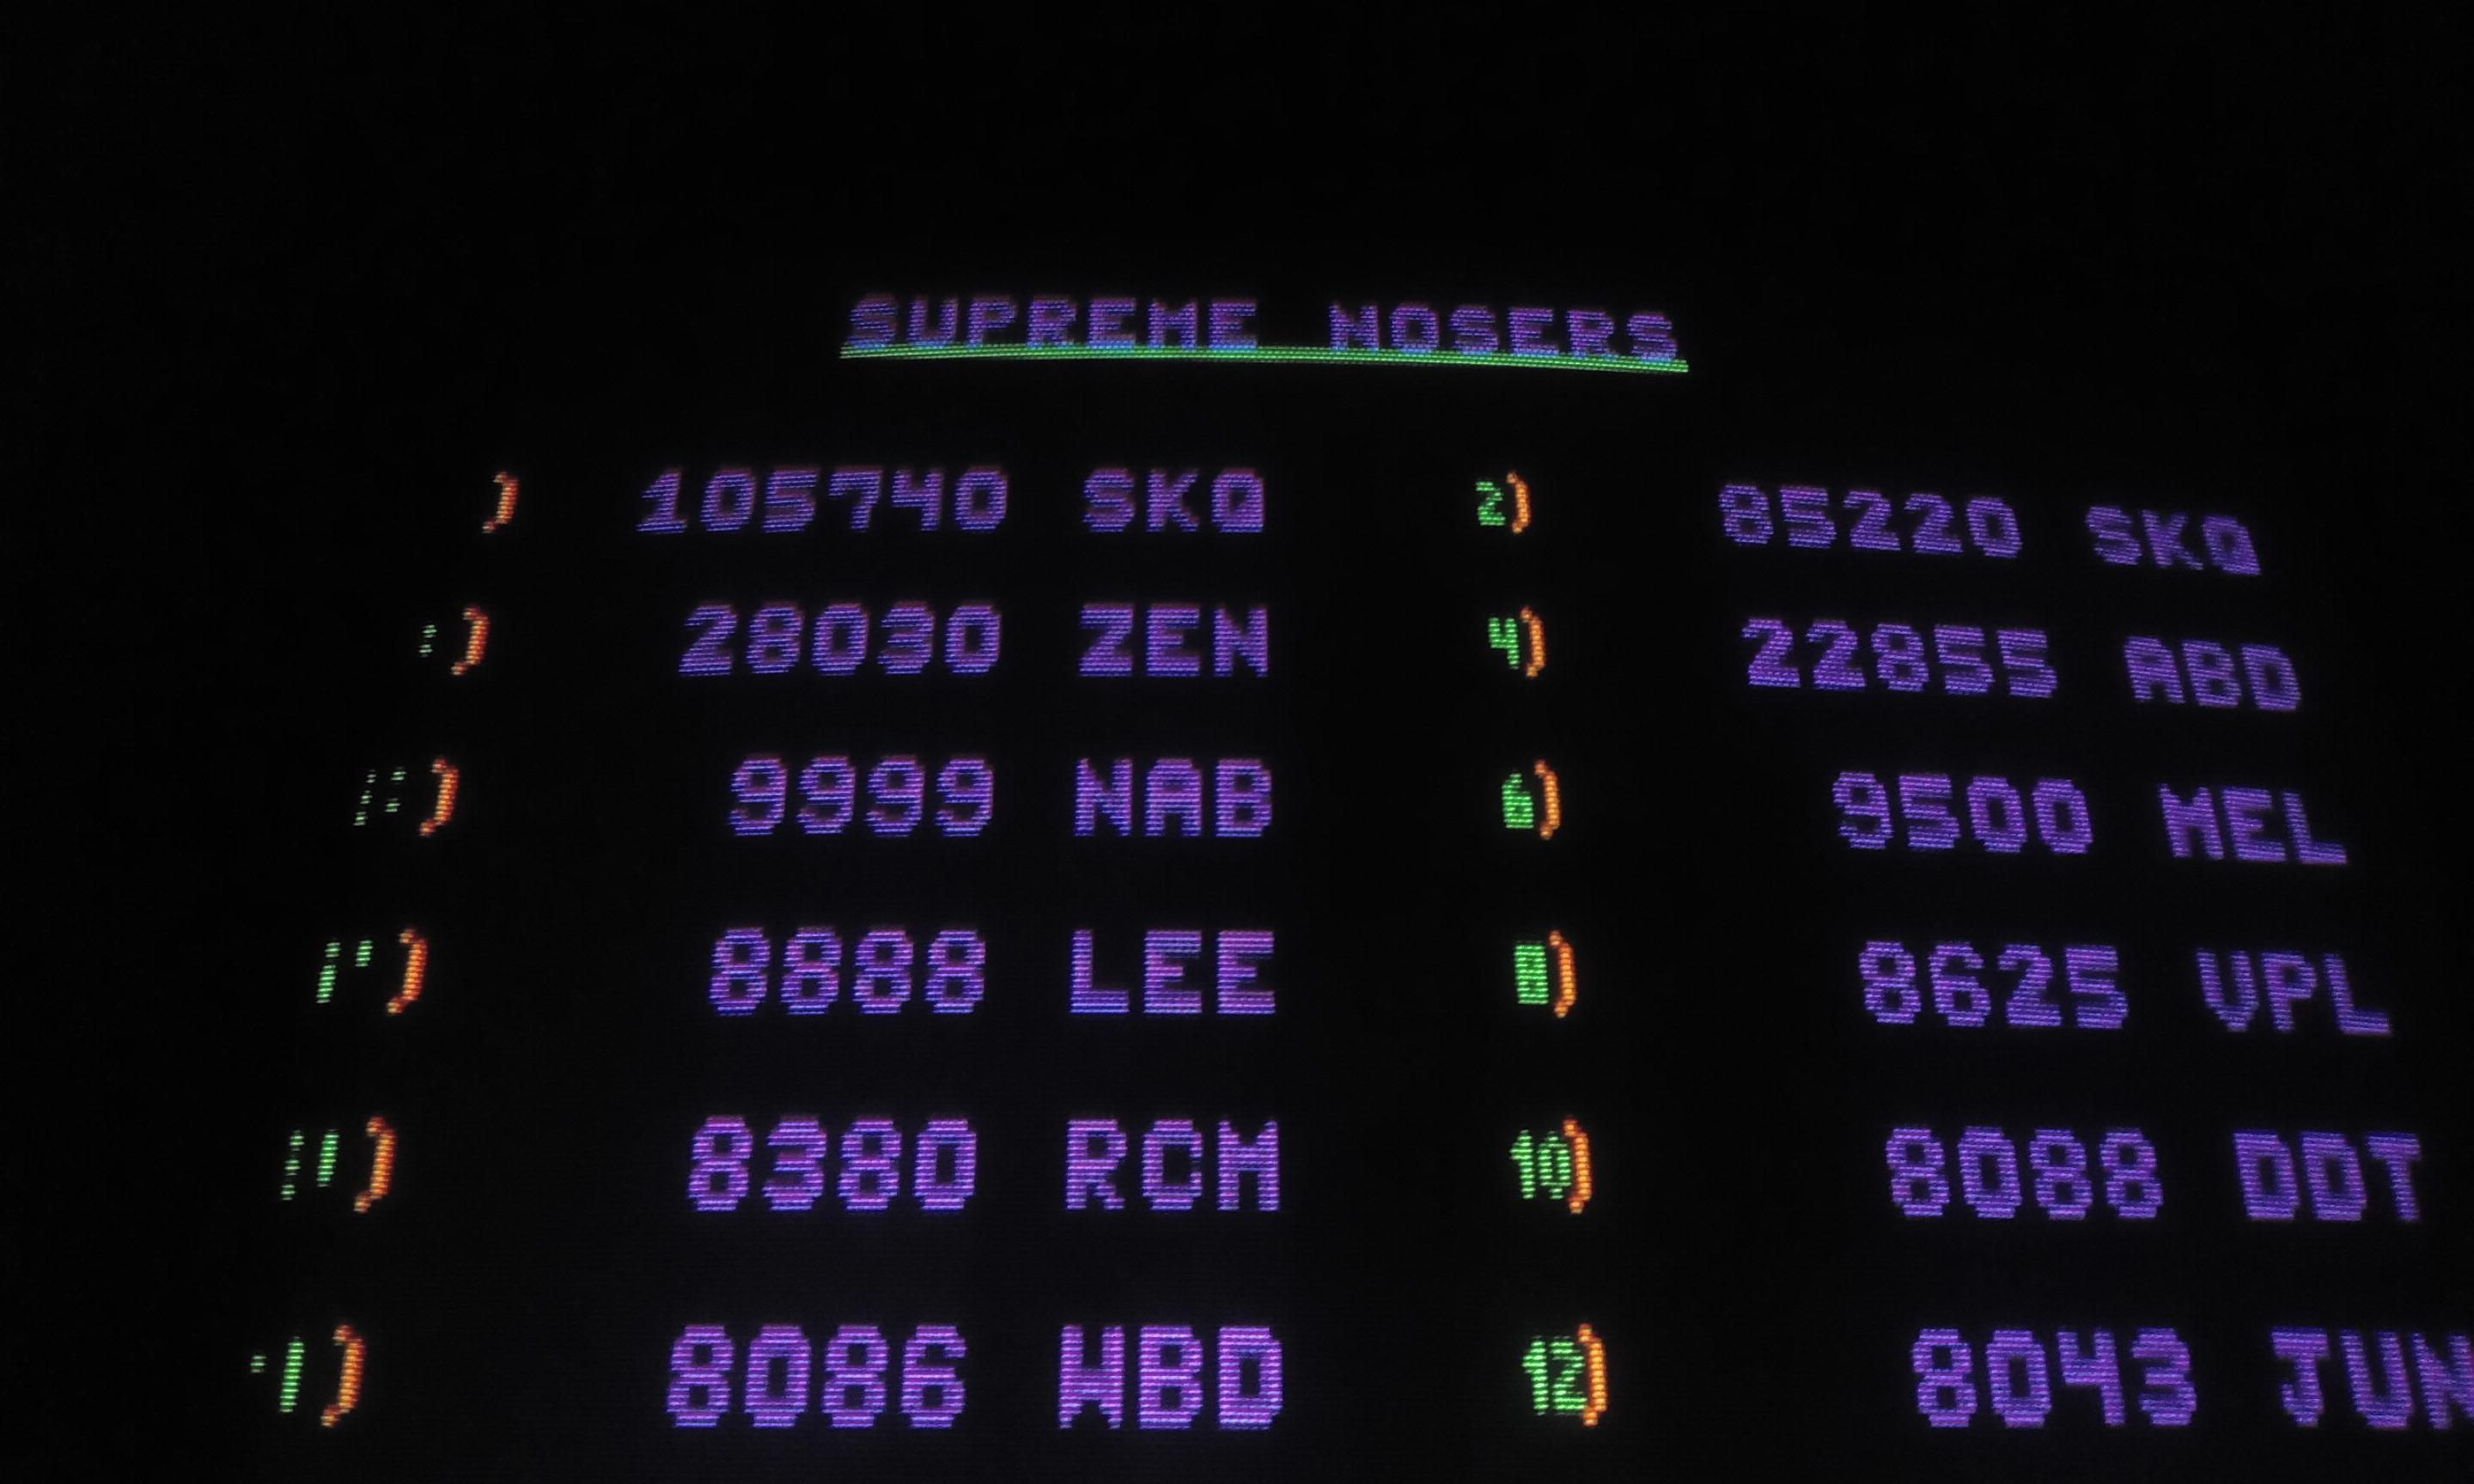 SUPREME NOSERS
) 105740 SKQ 2) 85220 SKQ
) 28030 ZEN 4) 22855 ABD
) 9999 NAB 6) 9500 MEL
) 8888 LEE 8) 8625 VPL
) 8380 RCM 10) 8088 DDT
) 8086 WBD 12) 8043 JUN